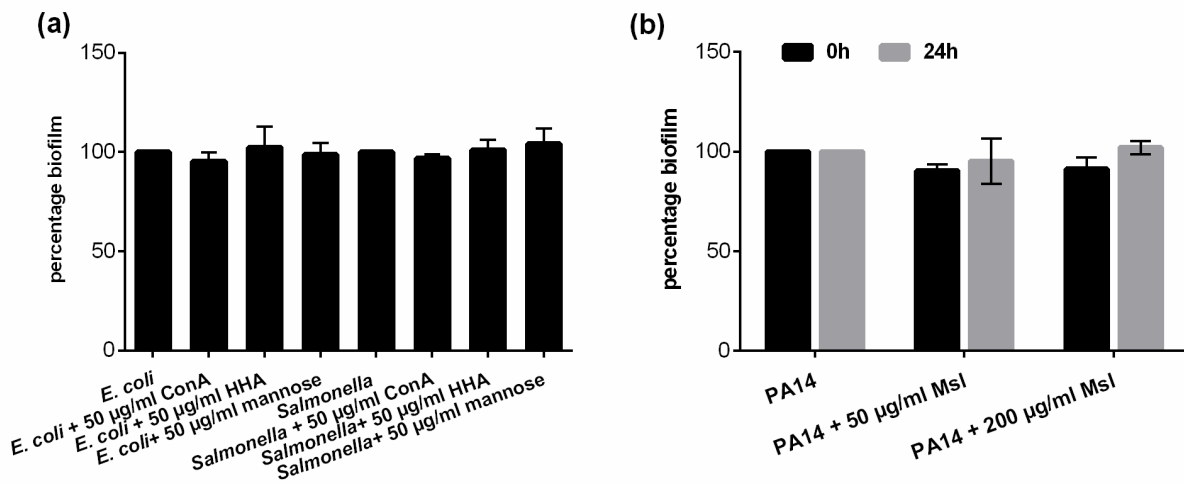 (a)
150
100
50
0
percentage biofilm
E. coli
E. coli + 50 µg/ml ConA
E. coli + 50 µg/ml HHA
E. coli+ 50 µg/ml mannose
Salmonella
Salmonella + 50 µg/ml ConA
Salmonella+ 50 µg/ml HHA
Salmonella+ 50 µg/ml mannose
(b)
0h 24h
150
100
50
0
percentage biofilm
PA14
PA14 + 50 µg/ml Msl
PA14 + 200 µg/ml Msl